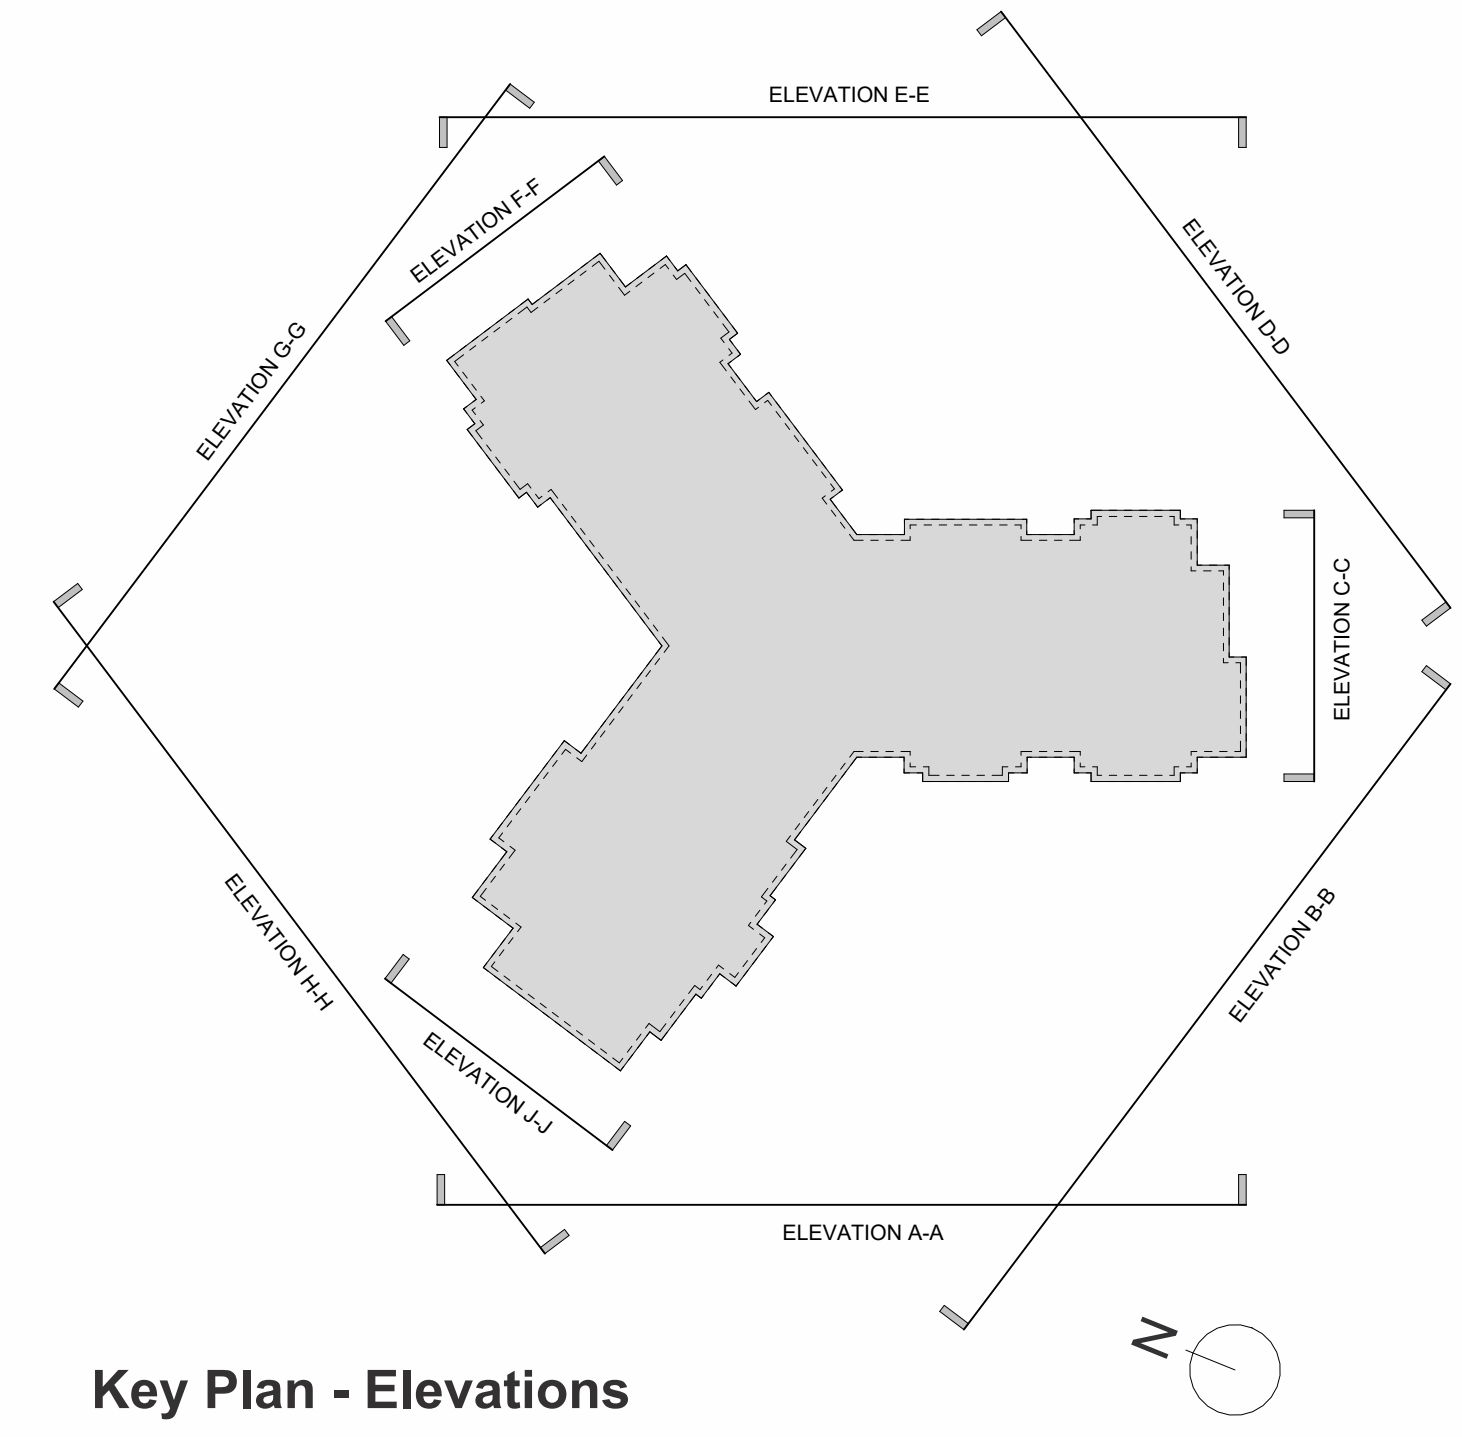 ELEVATION E-E
ELEVATION F-F
ELEVATION D-D
ELEVATION G-G
ELEVATION C-C
ELEVATION B-B
ELEVATION H-H
ELEVATION J-J
ELEVATION A-A
N
Key Plan - Elevations